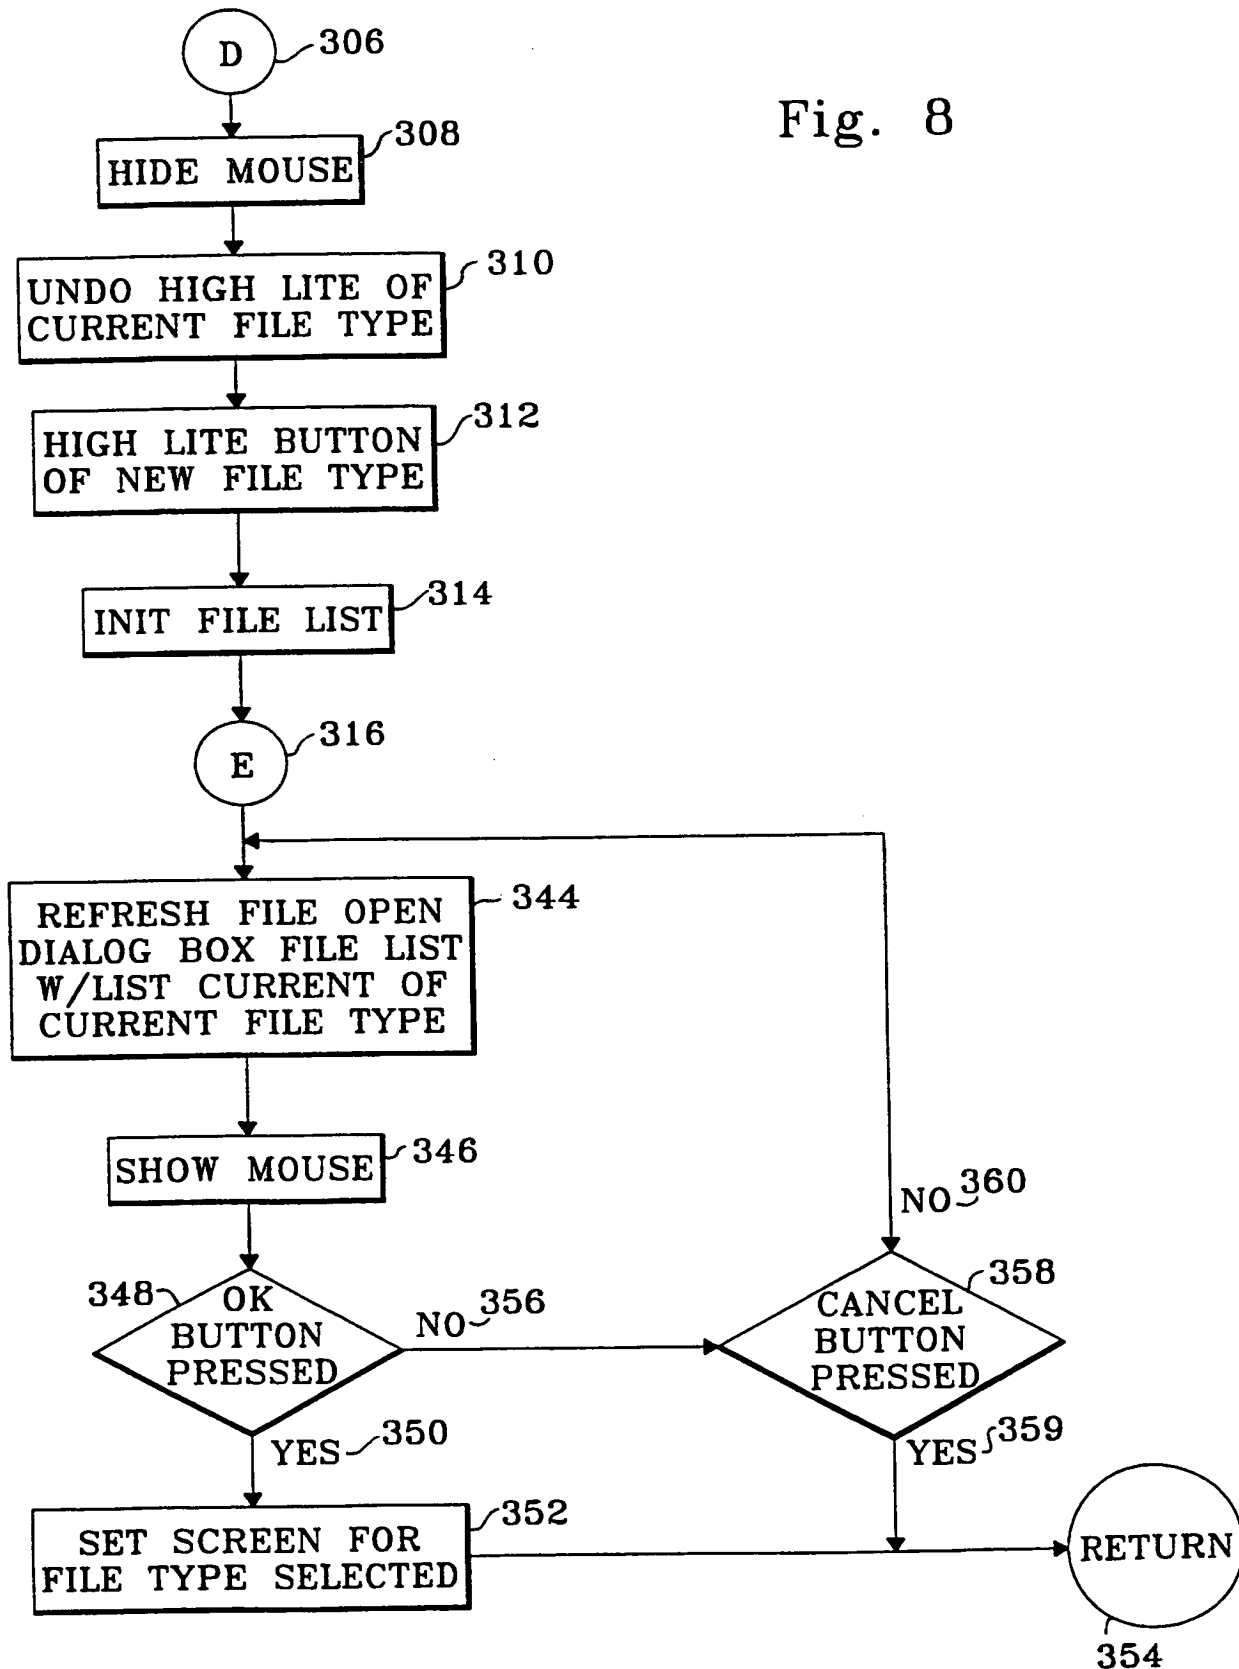 D
306
Fig. 8
308
HIDE MOUSE
310
UNDO HIGH LITE OF
CURRENT FILE TYPE
312
HIGH LITE BUTTON
OF NEW FILE TYPE
314
INIT FILE LIST
316
E
344
REFRESH FILE OPEN
DIALOG BOX FILE LIST
W/LIST CURRENT OF
CURRENT FILE TYPE
346
SHOW MOUSE
NO 360
348
OK
BUTTON
PRESSED
NO 356
358
CANCEL
BUTTON
PRESSED
YES 350
YES 359
352
SET SCREEN FOR
FILE TYPE SELECTED
RETURN
354